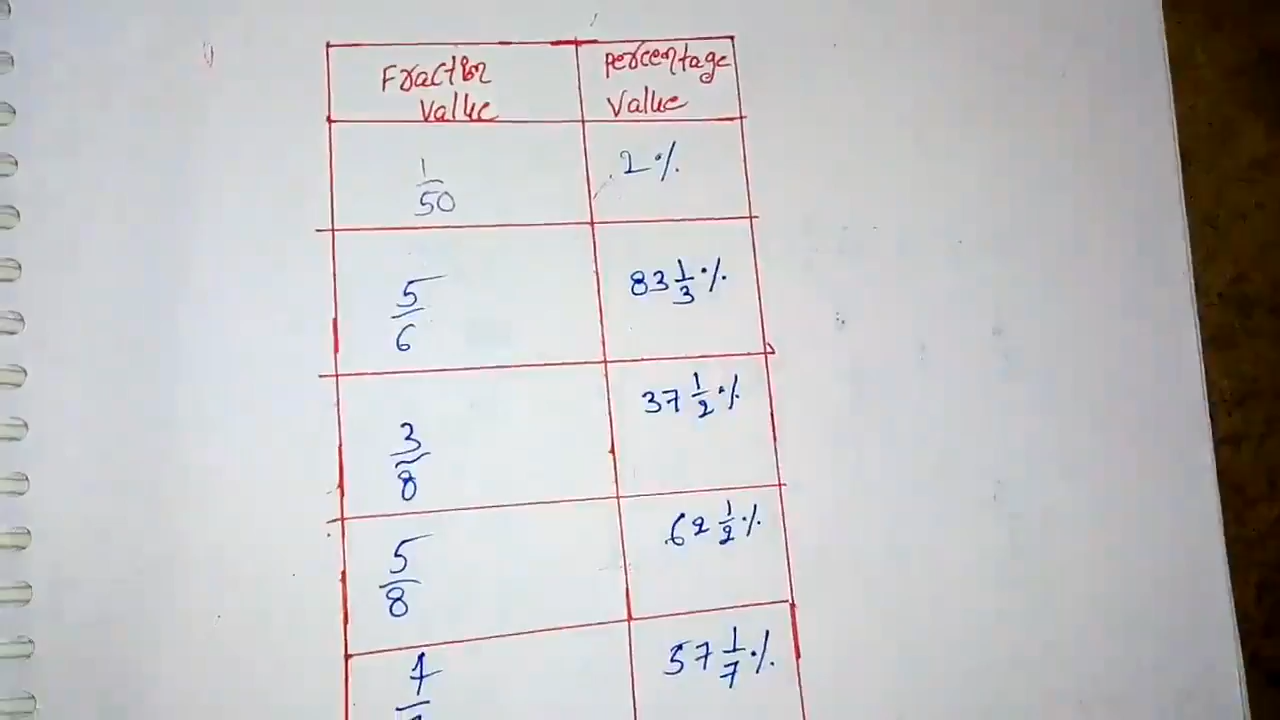 Fraction Value
Percentage Value
1/50
2%
5/6
83 1/3 %
3/8
37 1/2 %
5/8
62 1/2 %
57 1/7 %